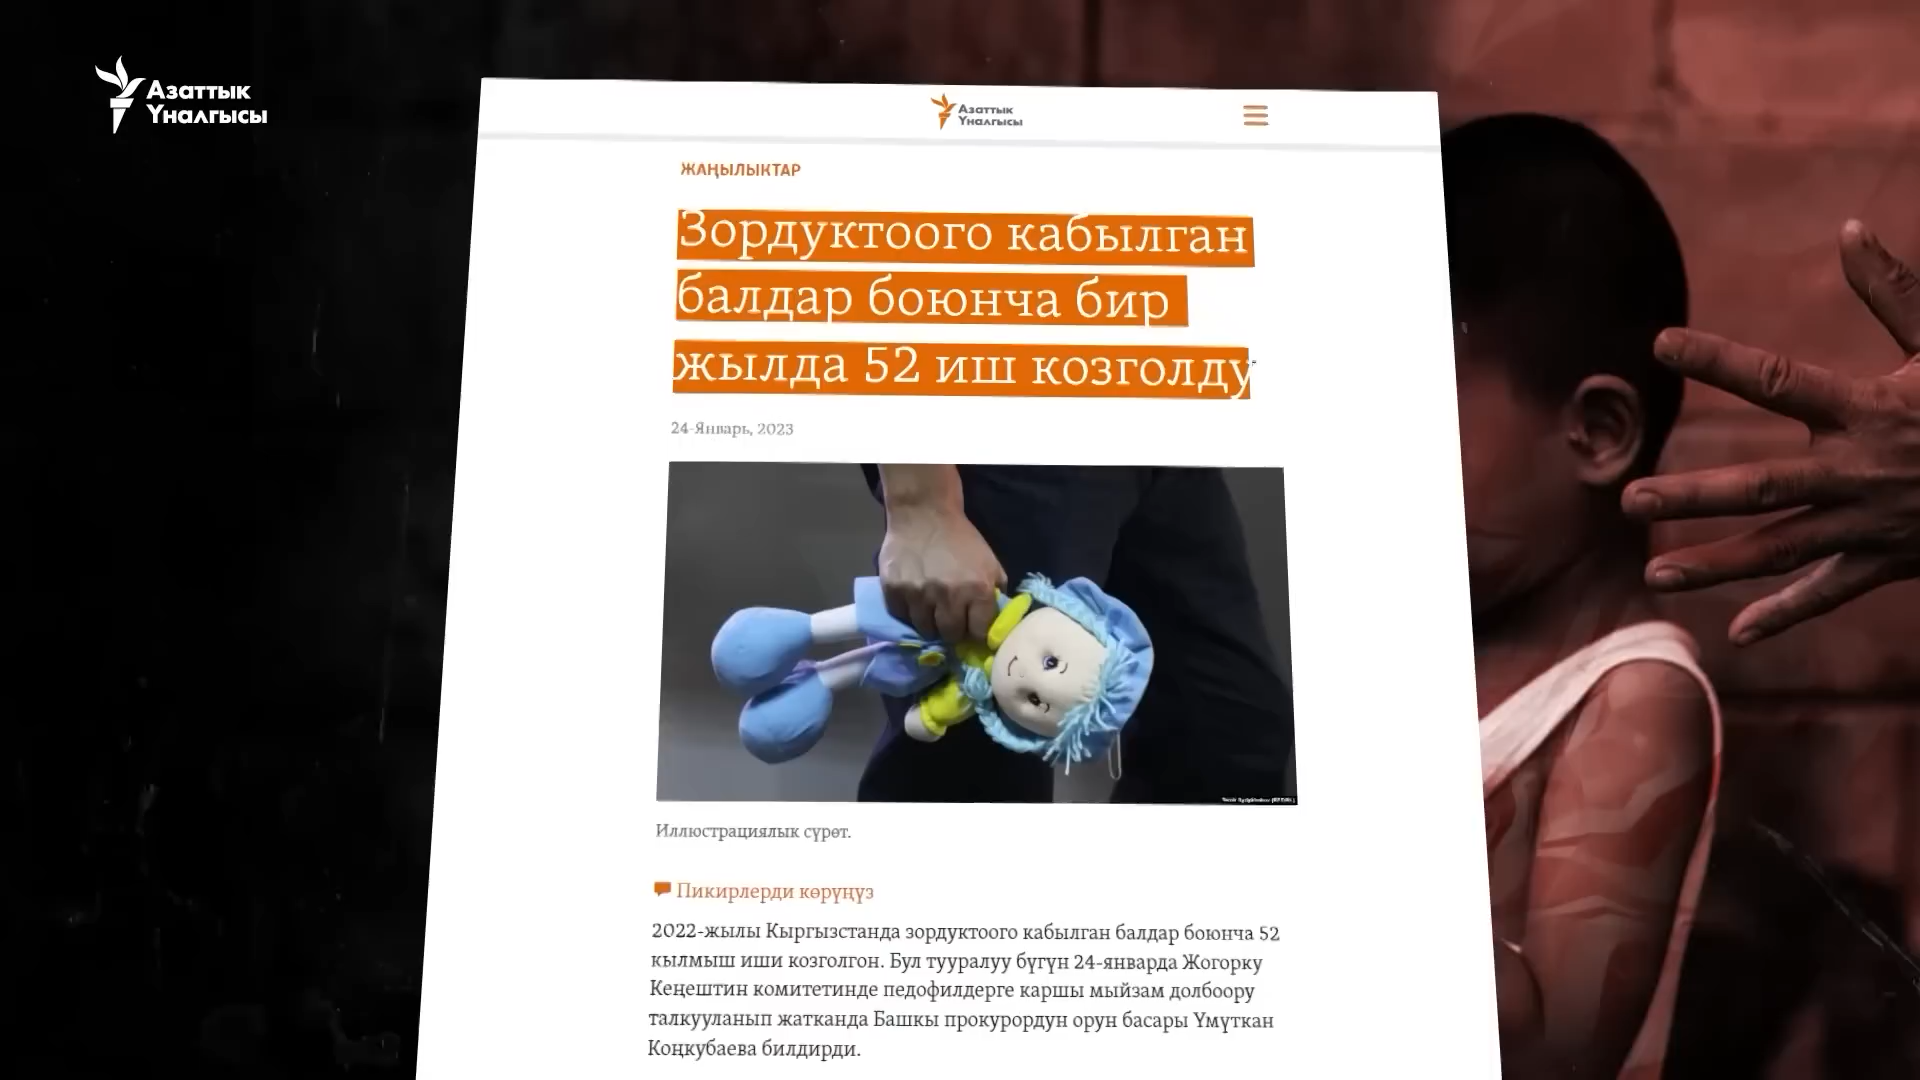 Азаттык
Үналгысы
Азаттык
Үналгысы
ЖАҢЫЛЫКТАР
Зордуктоого кабылган
балдар боюнча бир
жылда 52 иш козголду
24-Январь, 2023
Иллюстрациялык сүрөт.
Пикирлерди көрүңүз
2022-жылы Кыргызстанда зордуктоого кабылган балдар боюнча 52
кылмыш иши козголгон. Бул тууралуу бүгүн 24-январда Жогорку
Кеңештин комитетинде педофилдерге каршы мыйзам долбоору
талкууланып жатканда Башкы прокурордун орун басары Үмүткан
Коңкубаева билдирди.